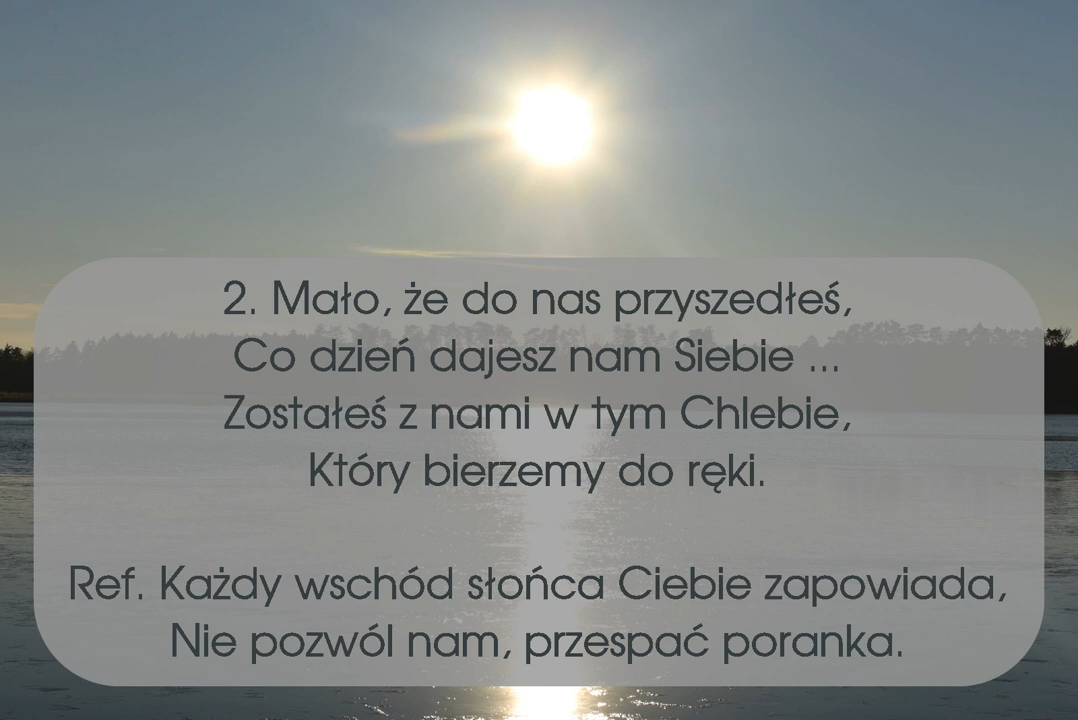 2. Mało, że do nas przyszedłeś,
Co dzień dajesz nam Siebie ...
Zostałeś z nami w tym Chlebie,
Który bierzemy do ręki.
Ref. Każdy wschód słońca Ciebie zapowiada,
Nie pozwól nam, przespać poranka.